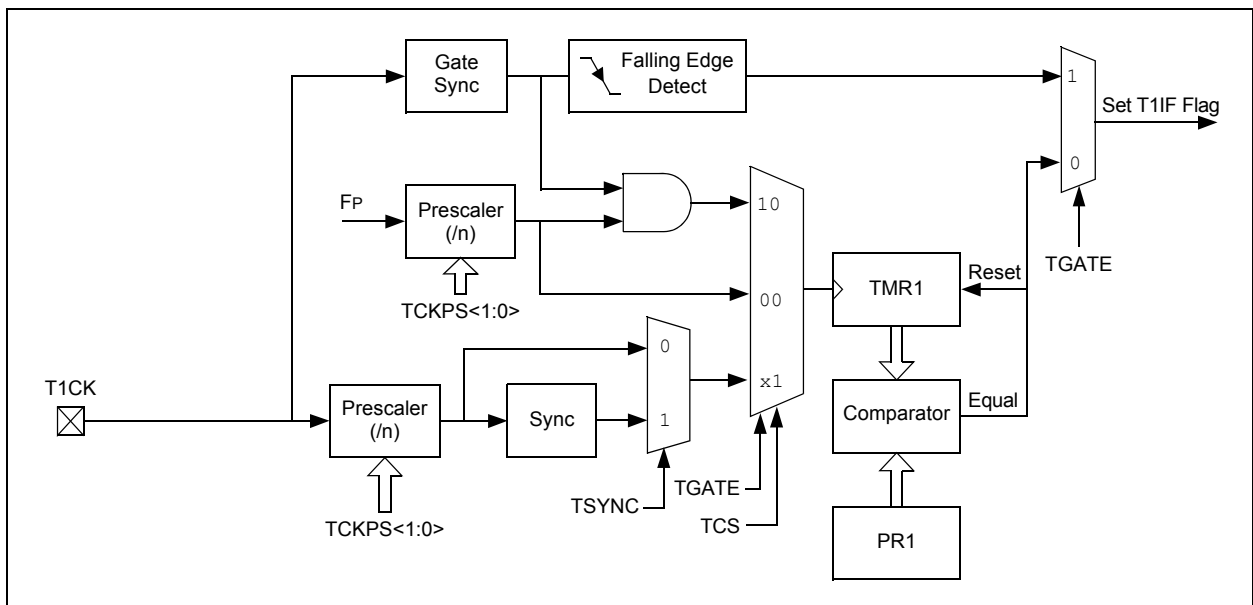 Gate
Sync
Falling Edge
Detect
1
Set T1IF Flag
0
TGATE
FP
Prescaler
(/n)
TCKPS<1:0>
10
00
x1
TMR1
Reset
Comparator
Equal
PR1
T1CK
Prescaler
(/n)
TCKPS<1:0>
Sync
0
1
TSYNC
TGATE
TCS